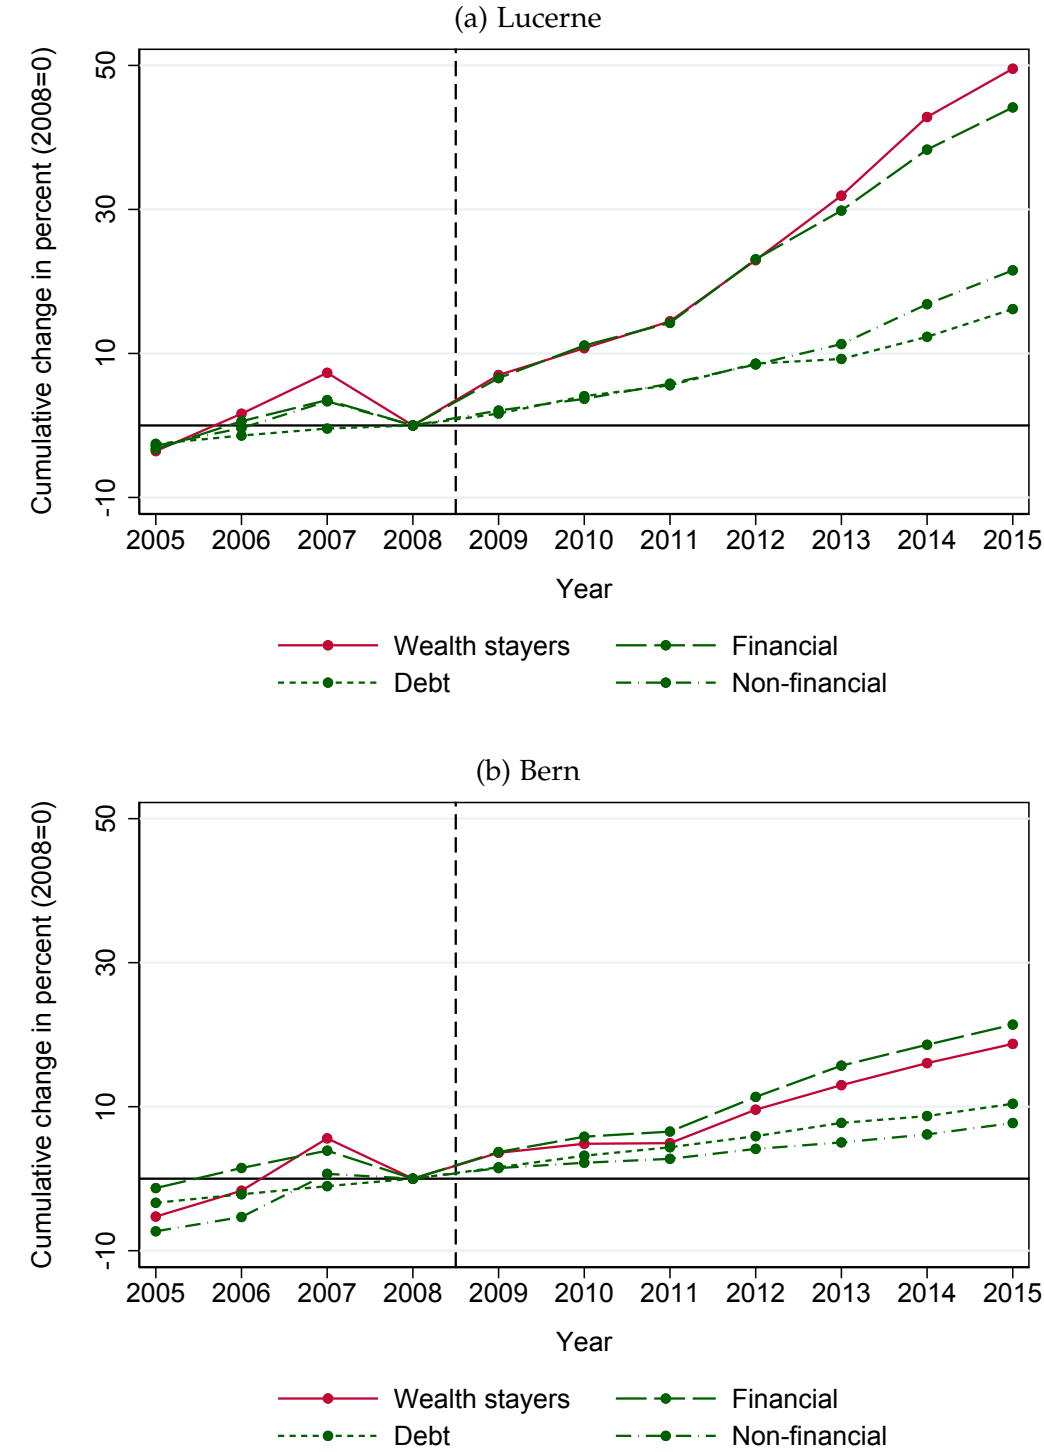 (a) Lucerne
Cumulative change in percent (2008=0)
50
30
10
-10
2005 2006 2007 2008 2009 2010 2011 2012 2013 2014 2015
Year
Wealth stayers Financial
Debt Non-financial
(b) Bern
Cumulative change in percent (2008=0)
50
30
10
-10
2005 2006 2007 2008 2009 2010 2011 2012 2013 2014 2015
Year
Wealth stayers Financial
Debt Non-financial